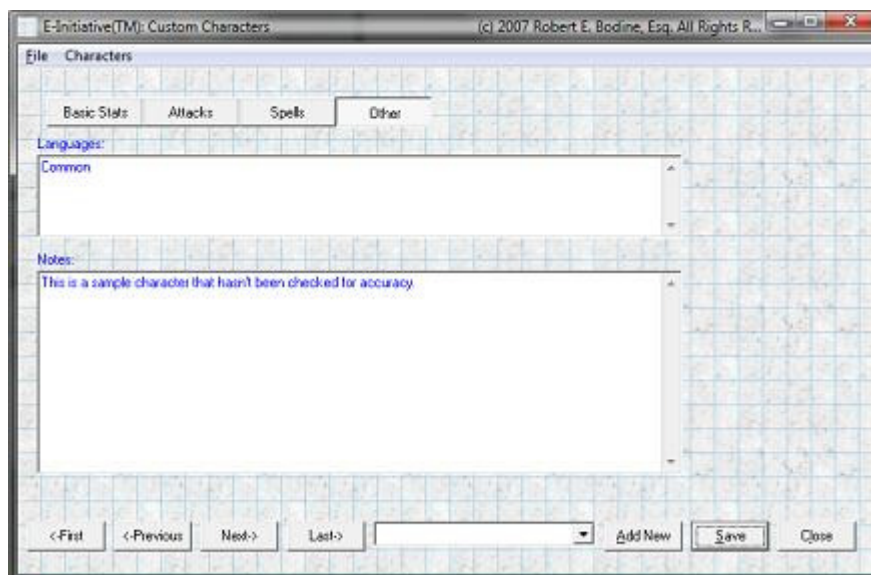 E-Initiative(TM): Custom Characters (c) 2007 Robert E. Bodine, Esq. All Rights R...
File Characters
Basic Stats Attacks Spells Other
Languages:
Common
Notes:
This is a sample character that hasn't been checked for accuracy.
<-First <-Previous Next-> Last-> Add New Save Close